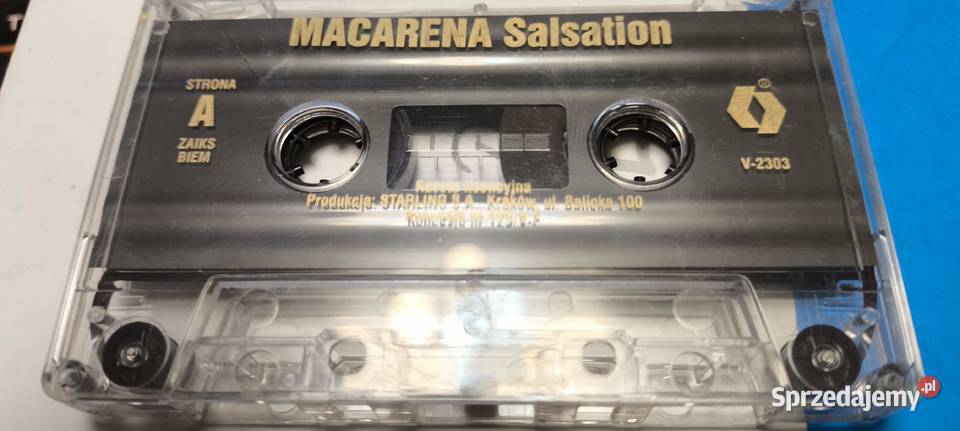 MACARENA Salsation
STRONA
A
ZAIKS
BIEM
®
V-2303
Produkcja: STARLING S.A., Kraków, ul. Balicka 100
Sprzedajemy.pl